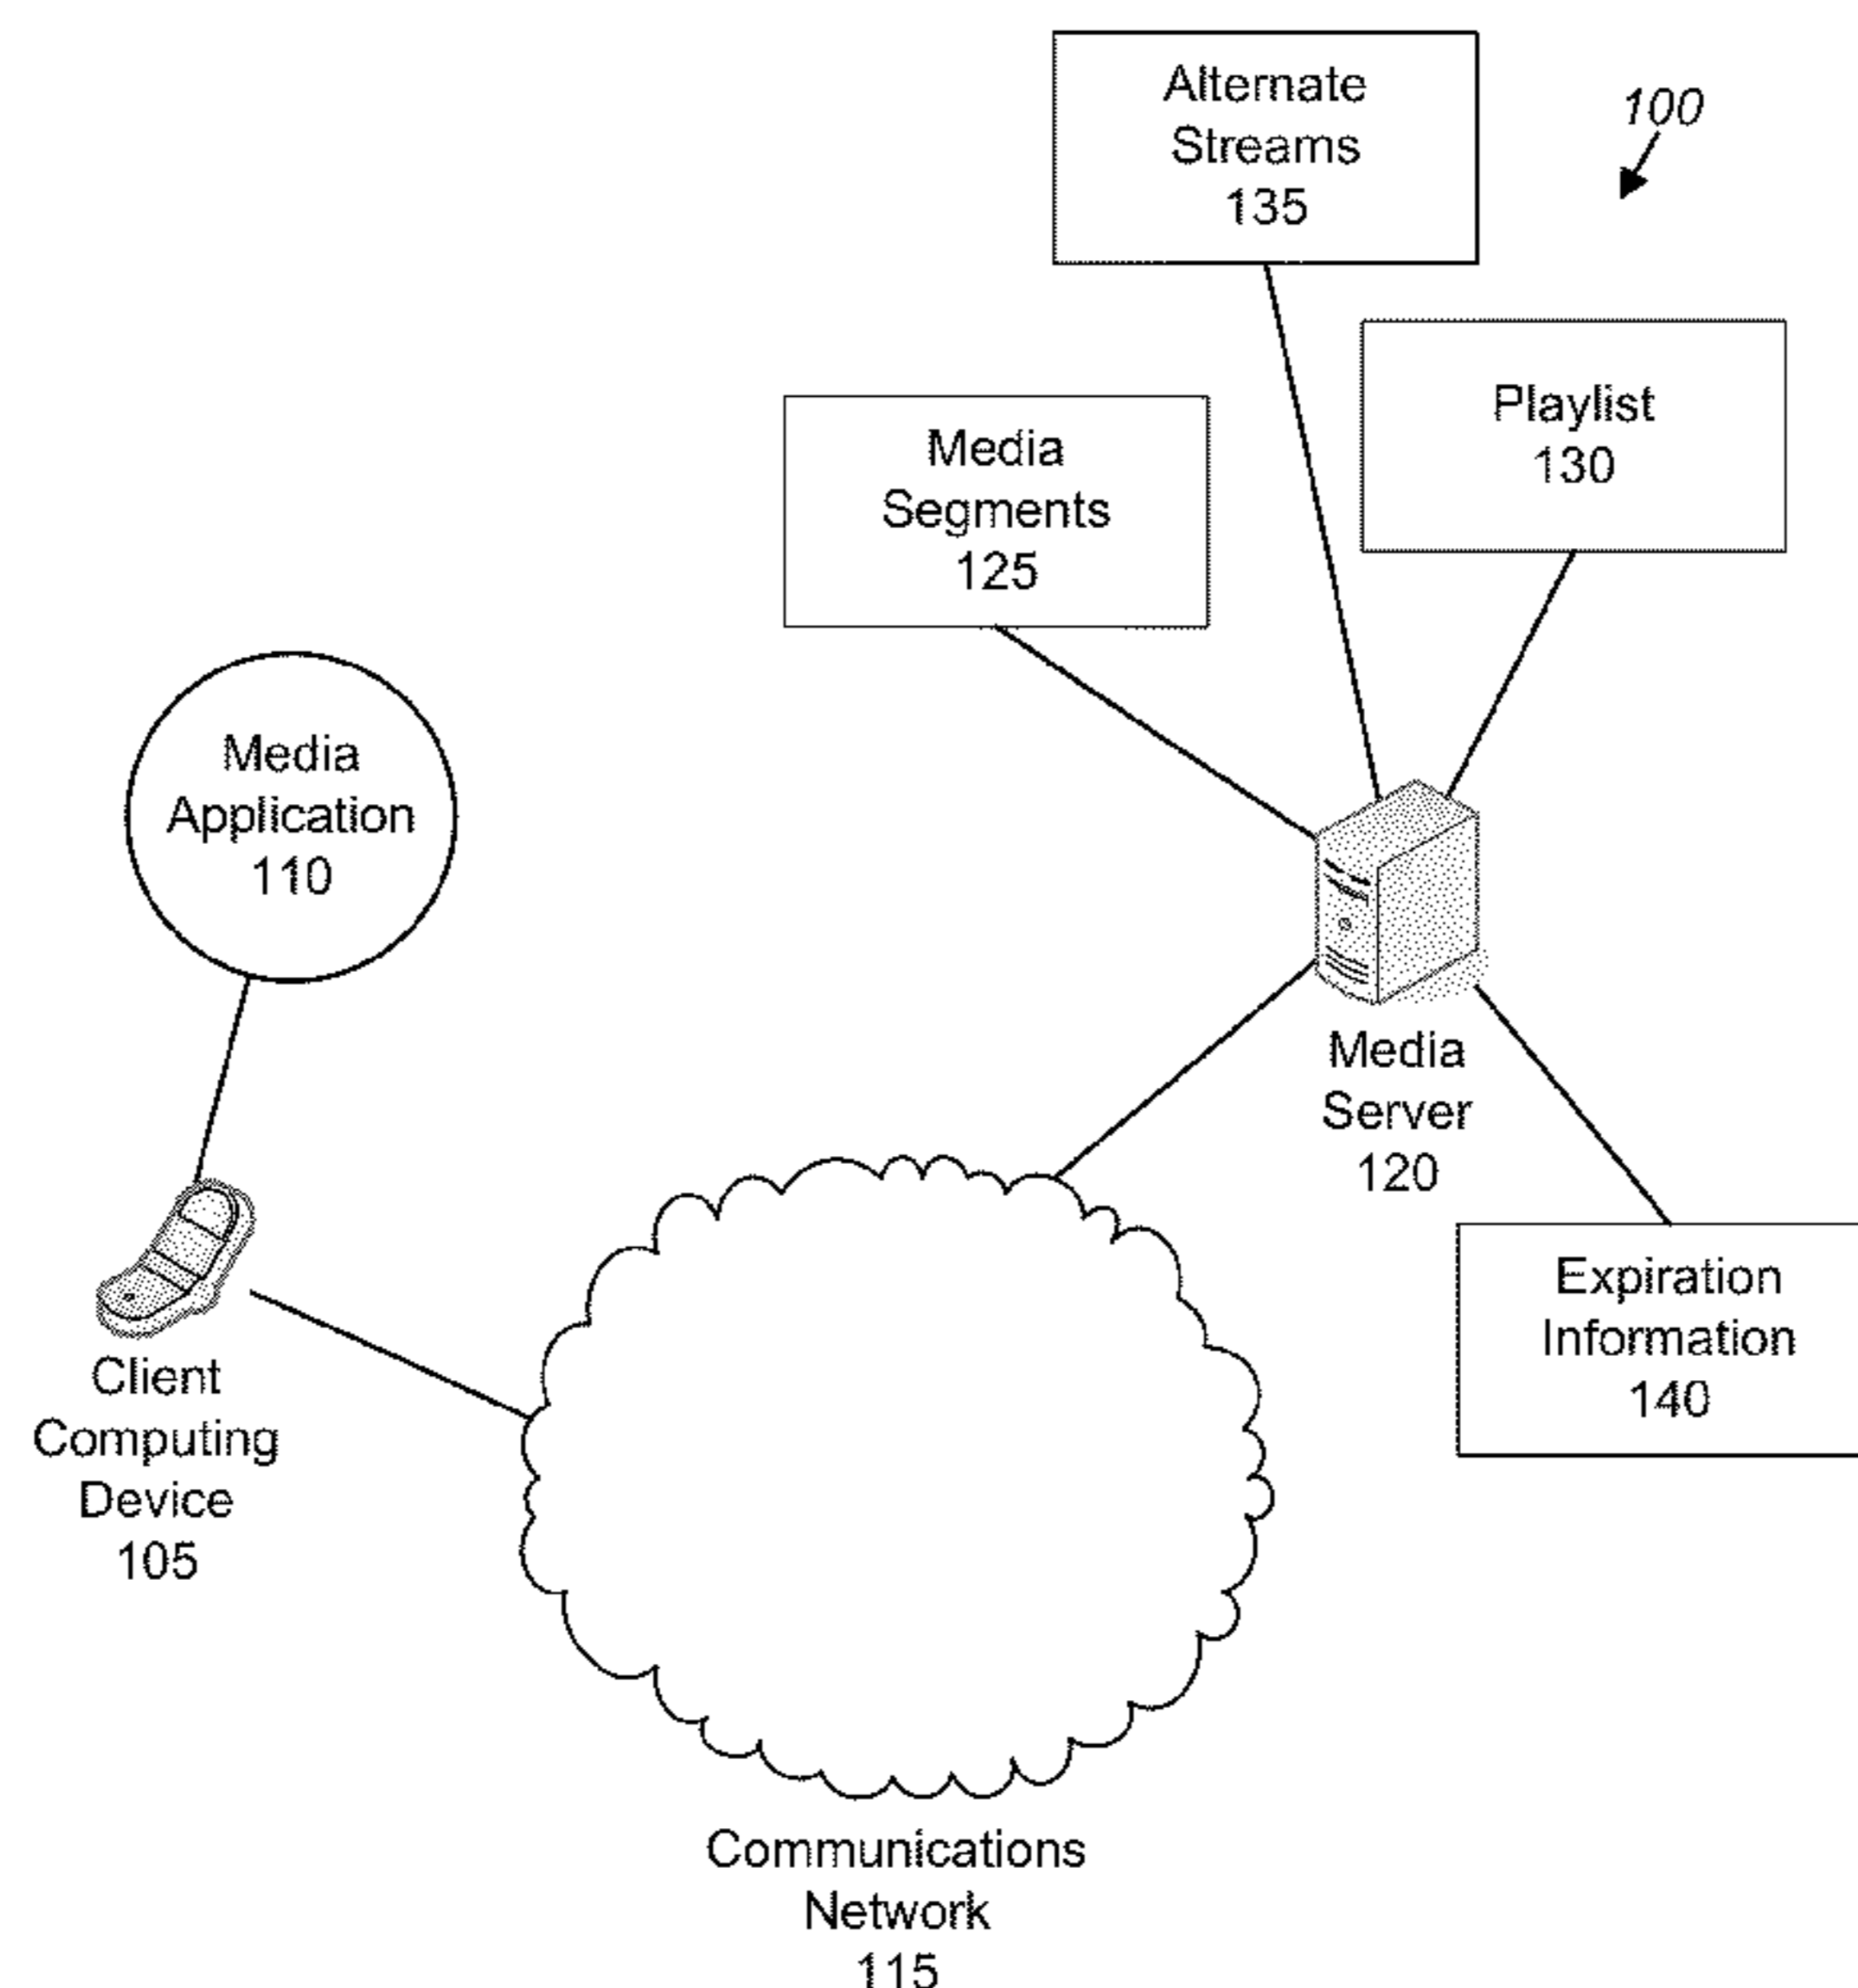 Alternate
Streams
135
100
Playlist
130
Media
Segments
125
Media
Application
110
Media
Server
120
Expiration
Information
140
Client
Computing
Device
105
Communications
Network
115